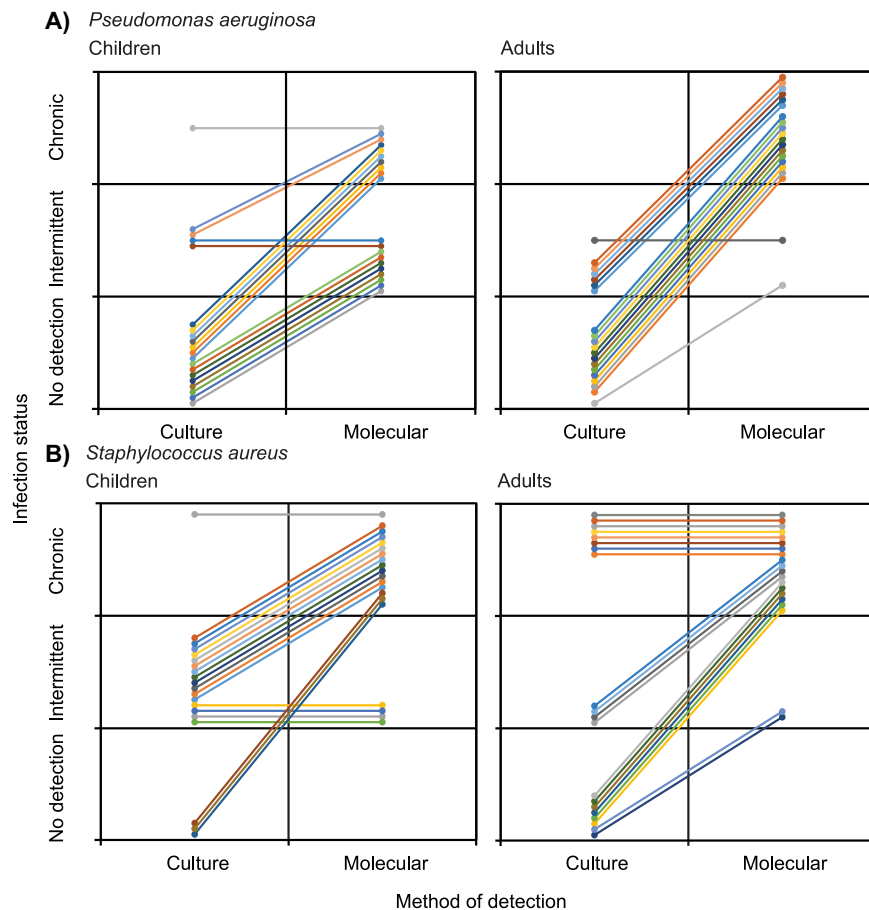 A) Pseudomonas aeruginosa
Children
Adults
Chronic
Intermittent
No detection
Culture
Molecular
Culture
Molecular
B) Staphylococcus aureus
Children
Adults
Chronic
Intermittent
No detection
Culture
Molecular
Culture
Molecular
Infection status
Method of detection